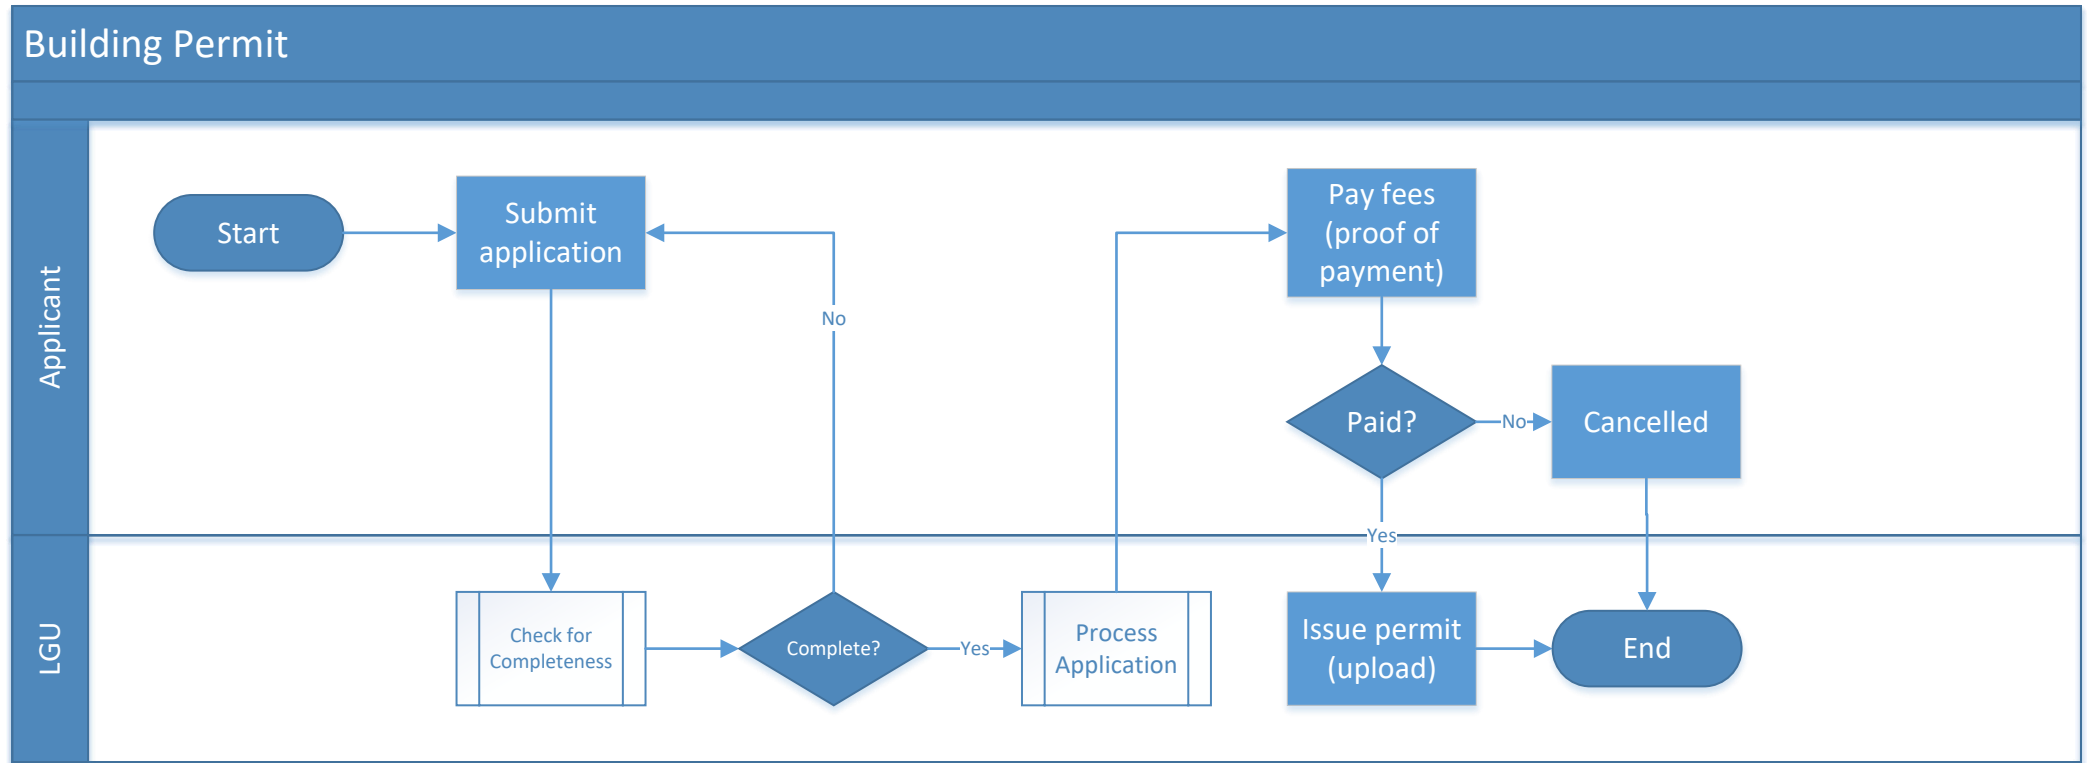 Building Permit
Applicant
Start
Submit
application
No
Pay fees
(proof of
payment)
Paid?
No
Cancelled
Yes
LGU
Check for
Completeness
Complete?
Yes
Process
Application
Issue permit
(upload)
End